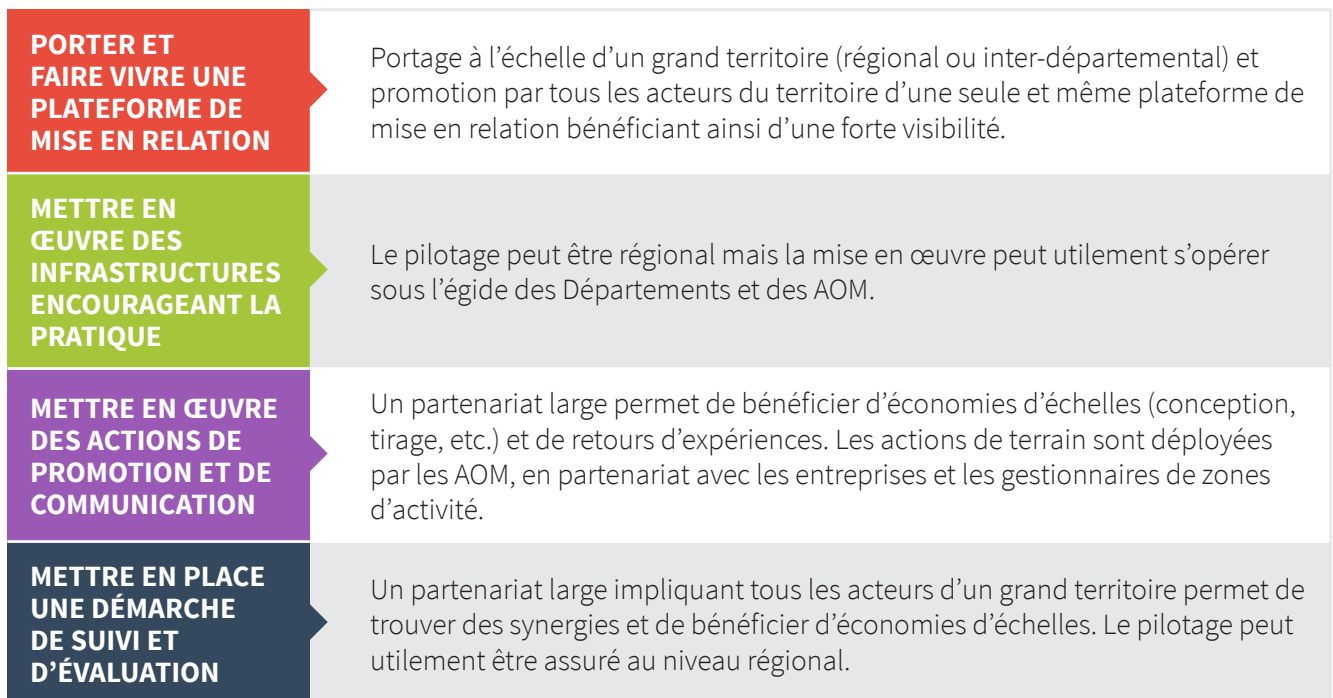 PORTER ET
FAIRE VIVRE UNE
PLATEFORME DE
MISE EN RELATION
Portage à l’échelle d’un grand territoire (régional ou inter-départemental) et
promotion par tous les acteurs du territoire d’une seule et même plateforme de
mise en relation bénéficiant ainsi d’une forte visibilité.
METTRE EN
ŒUVRE DES
INFRASTRUCTURES
ENCOURAGEANT LA
PRATIQUE
Le pilotage peut être régional mais la mise en œuvre peut utilement s’opérer
sous l’égide des Départements et des AOM.
METTRE EN ŒUVRE
DES ACTIONS DE
PROMOTION ET DE
COMMUNICATION
Un partenariat large permet de bénéficier d’économies d’échelles (conception,
tirage, etc.) et de retours d’expériences. Les actions de terrain sont déployées
par les AOM, en partenariat avec les entreprises et les gestionnaires de zones
d’activité.
METTRE EN PLACE
UNE DÉMARCHE
DE SUIVI ET
D’ÉVALUATION
Un partenariat large impliquant tous les acteurs d’un grand territoire permet de
trouver des synergies et de bénéficier d’économies d’échelles. Le pilotage peut
utilement être assuré au niveau régional.